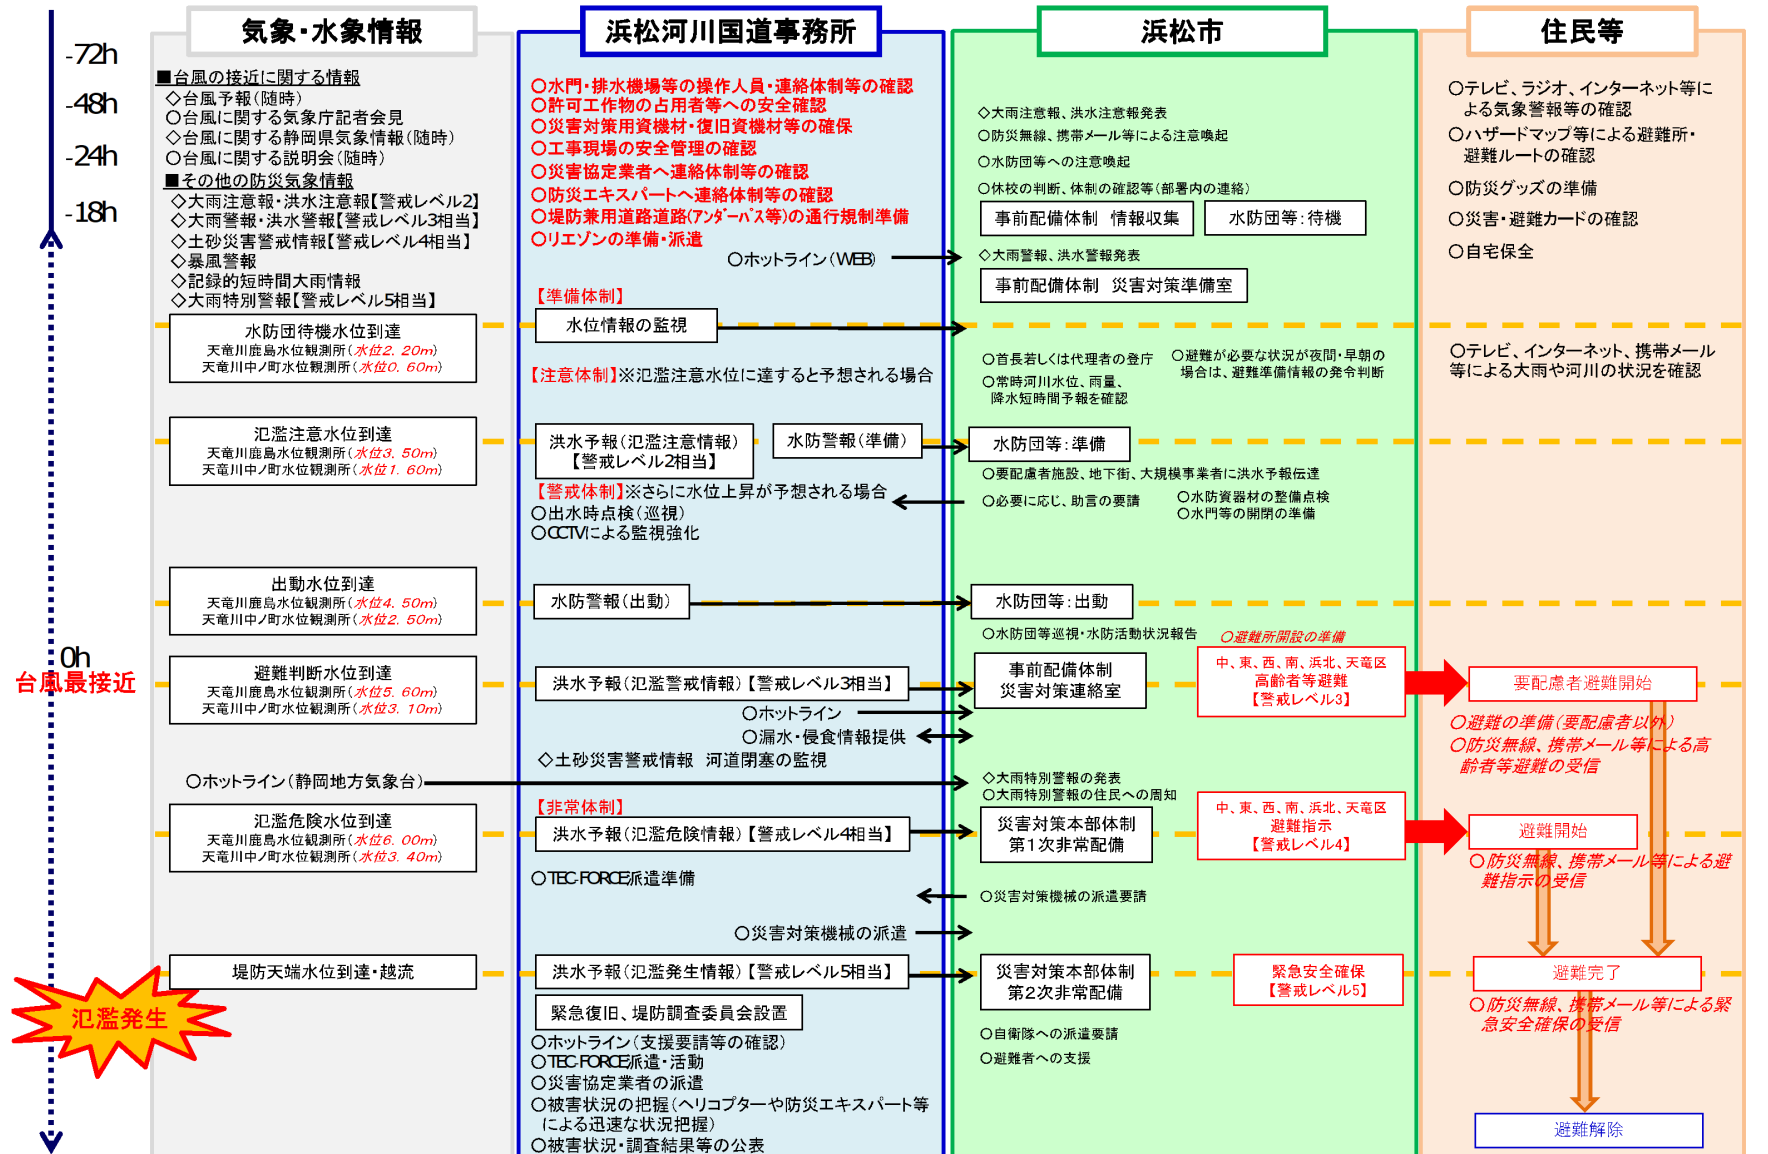 -72h
-48h
-24h
-18h
0h
台風最接近
氾濫発生
気象・水象情報
■台風の接近に関する情報
◇台風予報(随時)
○台風に関する気象庁記者会見
◇台風に関する静岡県気象情報(随時)
○台風に関する説明会(随時)
■その他の防災気象情報
◇大雨注意報・洪水注意報【警戒レベル2】
◇大雨警報・洪水警報【警戒レベル3相当】
◇土砂災害警戒情報【警戒レベル4相当】
◇暴風警報
◇記録的短時間大雨情報
◇大雨特別警報【警戒レベル5相当】
水防団待機水位到達
天竜川鹿島水位観測所(水位2.20m)
天竜川中ノ町水位観測所(水位0.60m)
氾濫注意水位到達
天竜川鹿島水位観測所(水位3.50m)
天竜川中ノ町水位観測所(水位1.60m)
出動水位到達
天竜川鹿島水位観測所(水位4.50m)
天竜川中ノ町水位観測所(水位2.50m)
避難判断水位到達
天竜川鹿島水位観測所(水位5.60m)
天竜川中ノ町水位観測所(水位3.10m)
○ホットライン(静岡地方気象台)
氾濫危険水位到達
天竜川鹿島水位観測所(水位6.00m)
天竜川中ノ町水位観測所(水位3.40m)
堤防天端水位到達・越流
浜松河川国道事務所
○水門・排水機場等の操作人員・連絡体制等の確認
○許可工作物の占用者等への安全確認
○災害対策用資機材・復旧資機材等の確保
○工事現場の安全管理の確認
○災害協定業者へ連絡体制等の確認
○防災エキスパートへ連絡体制等の確認
○堤防兼用道路道路(アンダーパス等)の通行規制準備
○リエゾンの準備・派遣
○ホットライン(WEB)
【準備体制】
水位情報の監視
【注意体制】※氾濫注意水位に達すると予想される場合
洪水予報(氾濫注意情報)
【警戒レベル2相当】
水防警報(準備)
【警戒体制】※さらに水位上昇が予想される場合
○出水時点検(巡視)
○CCTVによる監視強化
水防警報(出動)
洪水予報(氾濫警戒情報)【警戒レベル3相当】
○ホットライン
○漏水・侵食情報提供
◇土砂災害警戒情報 河道閉塞の監視
【非常体制】
洪水予報(氾濫危険情報)【警戒レベル4相当】
○TEC-FORCE派遣準備
○災害対策機械の派遣
洪水予報(氾濫発生情報)【警戒レベル5相当】
緊急復旧、堤防調査委員会設置
○ホットライン(支援要請等の確認)
○TEC-FORCE派遣・活動
○災害協定業者の派遣
○被害状況の把握(ヘリコプターや防災エキスパート等
による迅速な状況把握)
○被害状況・調査結果等の公表
浜松市
◇大雨注意報、洪水注意報発表
○防災無線、携帯メール等による注意喚起
○水防団等への注意喚起
○休校の判断、体制の確認等(部署内の連絡)
事前配備体制 情報収集
水防団等:待機
◇大雨警報、洪水警報発表
事前配備体制 災害対策準備室
○首長若しくは代理者の登庁
○常時河川水位、雨量、
降水短時間予報を確認
○避難が必要な状況が夜間・早朝の
場合は、避難準備情報の発令判断
水防団等:準備
○要配慮者施設、地下街、大規模事業者に洪水予報伝達
○必要に応じ、助言の要請
○水防資器材の整備点検
○水門等の開閉の準備
水防団等:出動
○水防団等巡視・水防活動状況報告
○避難所開設の準備
事前配備体制
災害対策連絡室
中、東、西、南、浜北、天竜区
高齢者等避難
【警戒レベル3】
◇大雨特別警報の発表
○大雨特別警報の住民への周知
災害対策本部体制
第1次非常配備
中、東、西、南、浜北、天竜区
避難指示
【警戒レベル4】
○災害対策機械の派遣要請
災害対策本部体制
第2次非常配備
緊急安全確保
【警戒レベル5】
○自衛隊への派遣要請
○避難者への支援
住民等
○テレビ、ラジオ、インターネット等に
よる気象警報等の確認
○ハザードマップ等による避難所・
避難ルートの確認
○防災グッズの準備
○災害・避難カードの確認
○自宅保全
○テレビ、インターネット、携帯メール
等による大雨や河川の状況を確認
要配慮者避難開始
○避難の準備(要配慮者以外)
○防災無線、携帯メール等による高
齢者等避難の受信
避難開始
○防災無線、携帯メール等による避
難指示の受信
避難完了
○防災無線、携帯メール等による緊
急安全確保の受信
避難解除